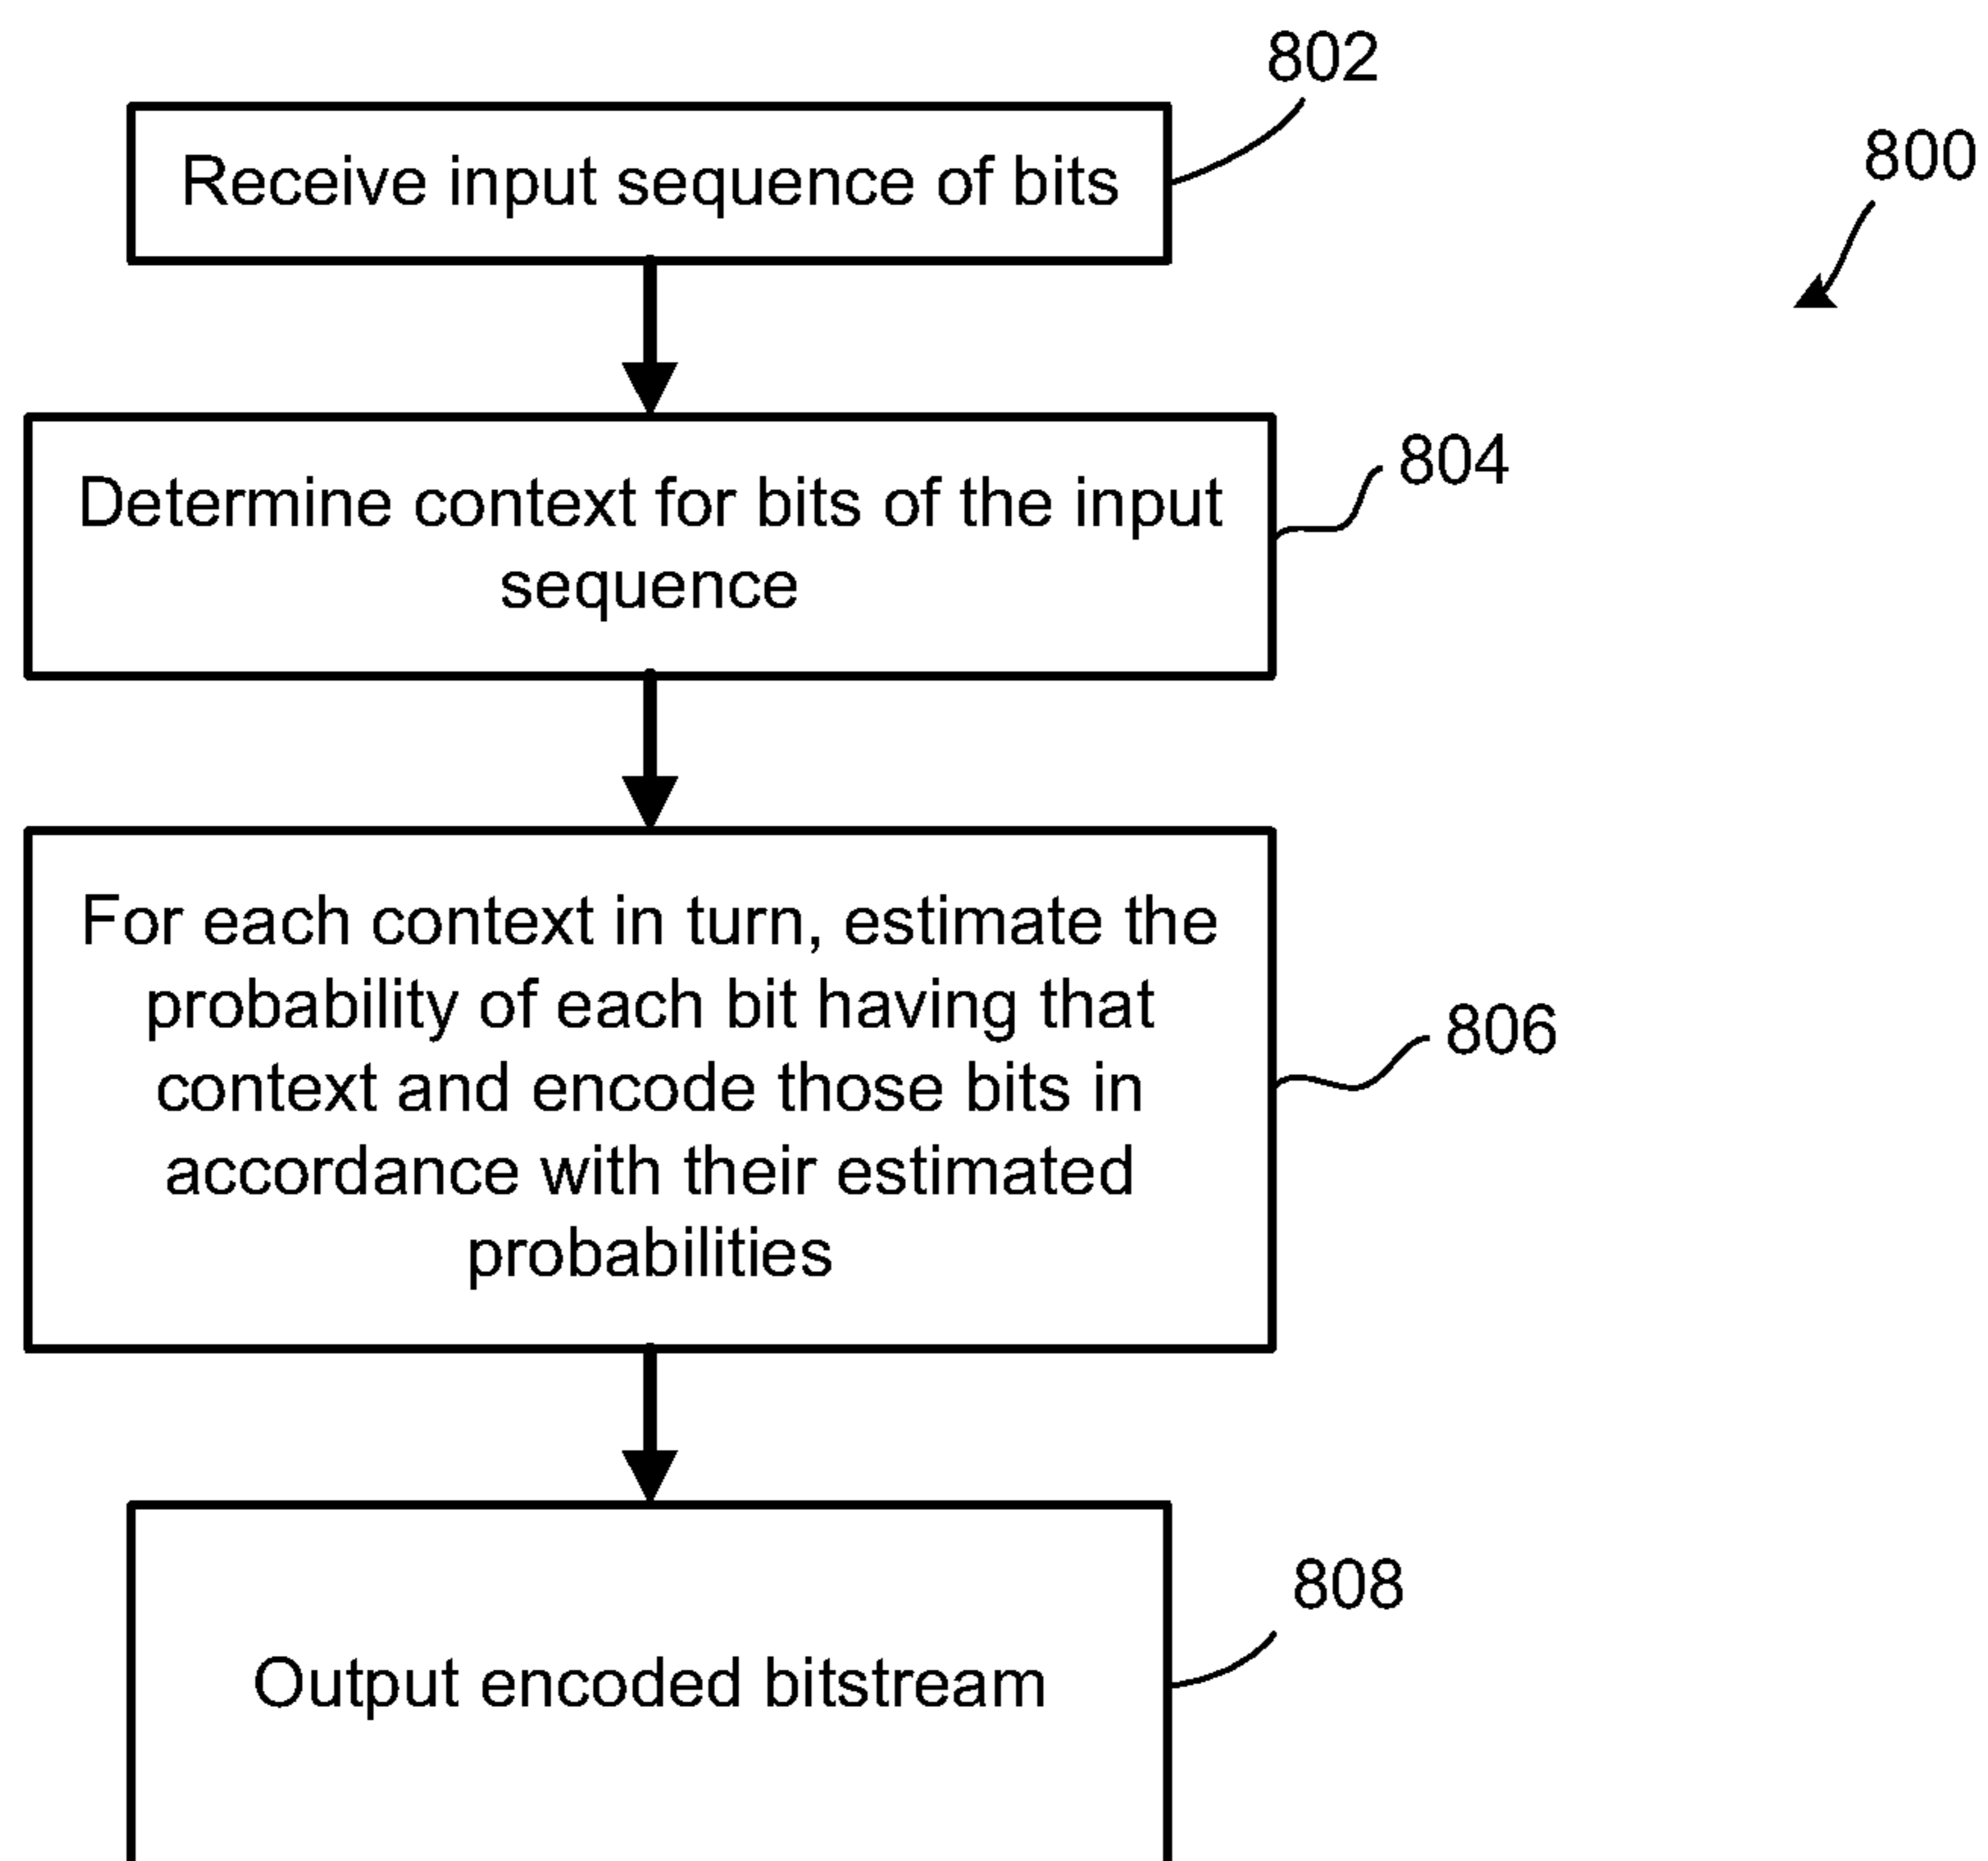 802
800
Receive input sequence of bits
804
Determine context for bits of the input
sequence
For each context in turn, estimate the
probability of each bit having that
context and encode those bits in
accordance with their estimated
probabilities
806
808
Output encoded bitstream